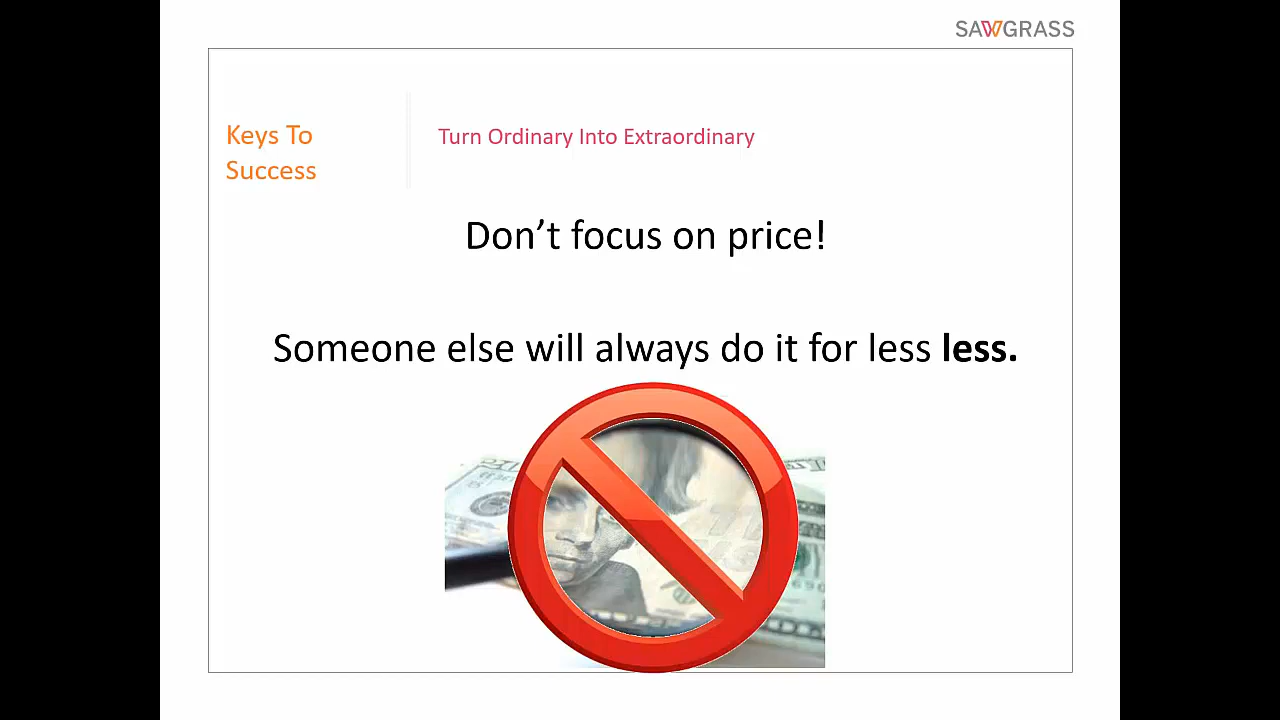 SAWGRASS
Keys To
Success
Turn Ordinary Into Extraordinary
Don't focus on price!
Someone else will always do it for less less.